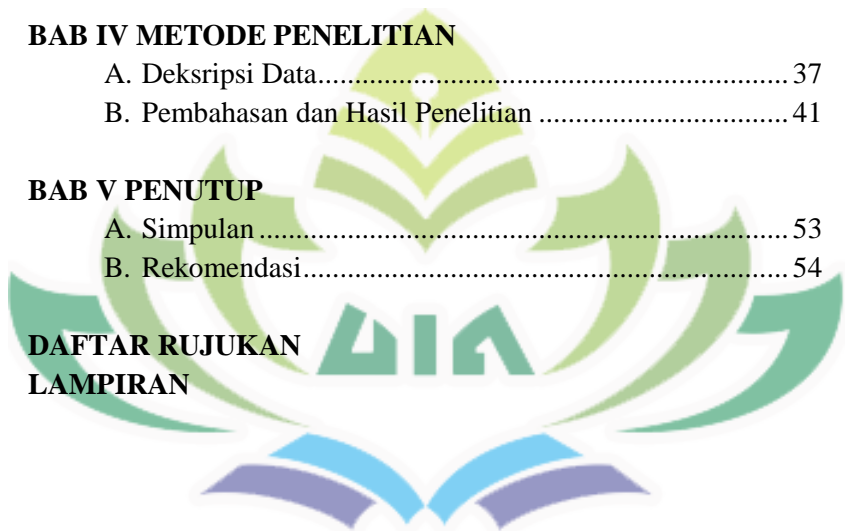 BAB IV METODE PENELITIAN
A. Deksripsi Data................................................................ 37
B. Pembahasan dan Hasil Penelitian .................................. 41
BAB V PENUTUP
A. Simpulan ........................................................................ 53
B. Rekomendasi.................................................................. 54
DAFTAR RUJUKAN
UIN
LAMPIRAN